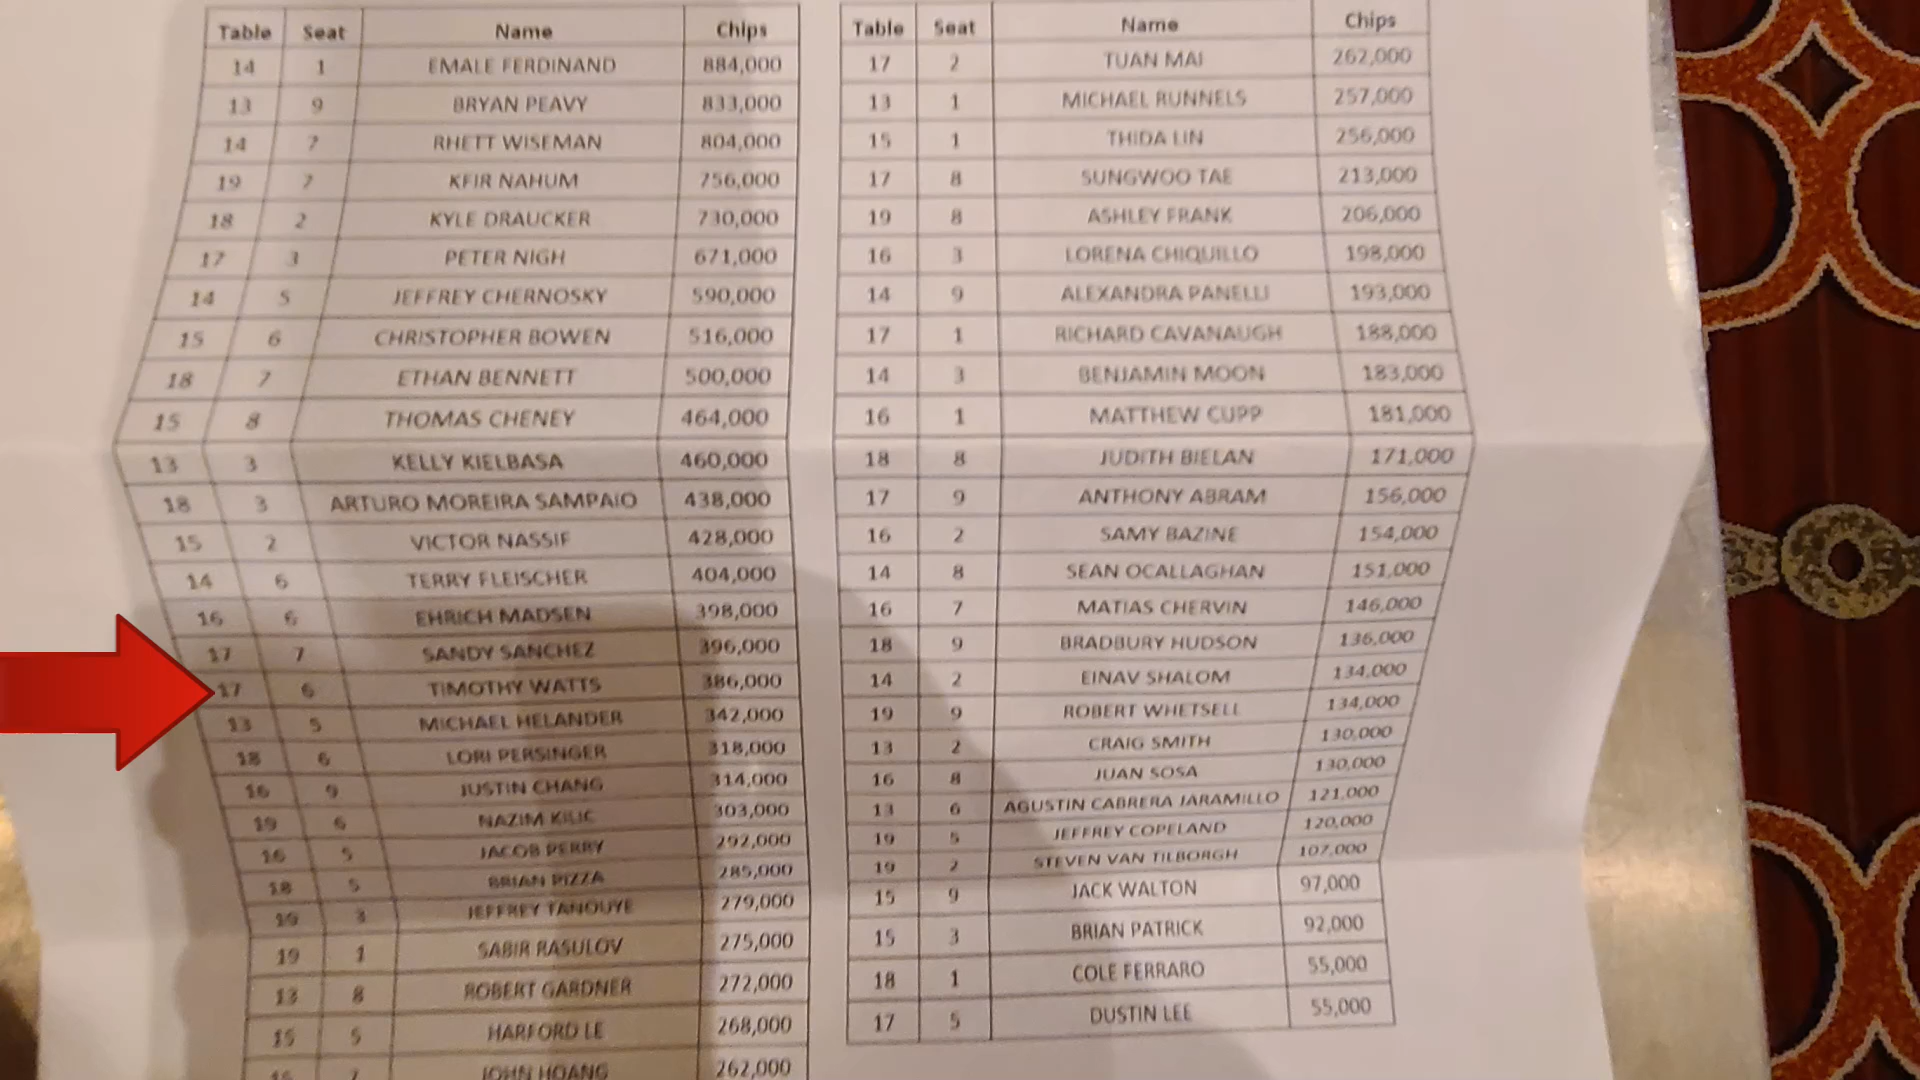 Table Seat Name Chips
14 1 EMALE FERDINAND 884,000
13 9 BRYAN PEAVY 833,000
14 7 RHETT WISEMAN 804,000
19 7 KFIR NAHUM 756,000
18 2 KYLE DRAUCKER 730,000
17 3 PETER NIGH 671,000
14 5 JEFFREY CHERNOSKY 590,000
15 6 CHRISTOPHER BOWEN 516,000
18 7 ETHAN BENNETT 500,000
15 8 THOMAS CHENEY 464,000
13 3 KELLY KIELBASA 460,000
18 3 ARTURO MOREIRA SAMPAIO 438,000
15 2 VICTOR NASSIF 428,000
14 6 TERRY FLEISCHER 404,000
16 6 EHRICH MADSEN 398,000
17 7 SANDY SANCHEZ 396,000
17 6 TIMOTHY WATTS 386,000
13 5 MICHAEL HELANDER 342,000
18 6 LORI PERSINGER 318,000
16 9 JUSTIN CHANG 314,000
19 6 NAZIM KILIC 303,000
16 5 JACOB PERRY 292,000
18 5 BRIAN PIZZA 285,000
19 3 JEFFREY TANOUYE 279,000
19 1 SABIR RASULOV 275,000
13 8 ROBERT GARDNER 272,000
15 5 HARFORD LE 268,000
JOHN HOANG 262,000
Table Seat Name Chips
17 2 TUAN MAI 262,000
13 1 MICHAEL RUNNELS 257,000
15 1 THIDA LIN 256,000
17 8 SUNGWOO TAE 213,000
19 8 ASHLEY FRANK 206,000
16 3 LORENA CHIQUILLO 198,000
14 9 ALEXANDRA PANELLI 193,000
17 1 RICHARD CAVANAUGH 188,000
14 3 BENJAMIN MOON 183,000
16 1 MATTHEW CUPP 181,000
18 8 JUDITH BIELAN 171,000
17 9 ANTHONY ABRAM 156,000
16 2 SAMY BAZINE 154,000
14 8 SEAN OCALLAGHAN 151,000
16 7 MATIAS CHERVIN 146,000
18 9 BRADBURY HUDSON 136,000
14 2 EINAV SHALOM 134,000
19 9 ROBERT WHETSELL 134,000
13 2 CRAIG SMITH 130,000
16 8 JUAN SOSA 130,000
13 6 AGUSTIN CABRERA JARAMILLO 121,000
19 5 JEFFREY COPELAND 120,000
19 2 STEVEN VAN TILBORGH 107,000
15 9 JACK WALTON 97,000
15 3 BRIAN PATRICK 92,000
18 1 COLE FERRARO 55,000
17 5 DUSTIN LEE 55,000